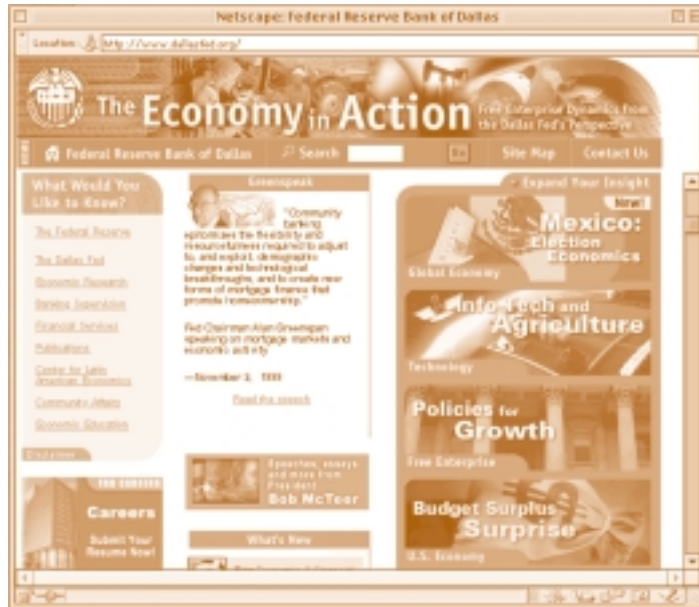 Netscape: Federal Reserve Bank of Dallas
Location: http://www.dallasfed.org/
The Economy in Action
Free Enterprise Dynamics from
the Dallas Fed's Perspective
Federal Reserve Bank of Dallas Search Go Site Map Contact Us
What Would You
Like to Know?
The Federal Reserve
The Dallas Fed
Economic Research
Banking Supervision
Financial Services
Publications
Center for Latin
American Economics
Community Affairs
Economic Education
Disclaimer
Careers
Submit Your
Resume Now!
Greenspeak
"Community
banking
epitomizes the flexibility and
resourcefulness required to adjust
to, and exploit, demographic
changes and technological
breakthroughs, and to create new
forms of mortgage finance that
promote homeownership."
Fed Chairman Alan Greenspan
speaking on mortgage markets and
economic activity
—November 2, 1999
Read the speech
Speeches, essays
and more from
President
Bob McTeer
What's New
Expand Your Insight
New!
Mexico:
Election
Economics
Global Economy
Info Tech and
Agriculture
Technology
Policies for
Growth
Free Enterprise
Budget Surplus
Surprise
U.S. Economy